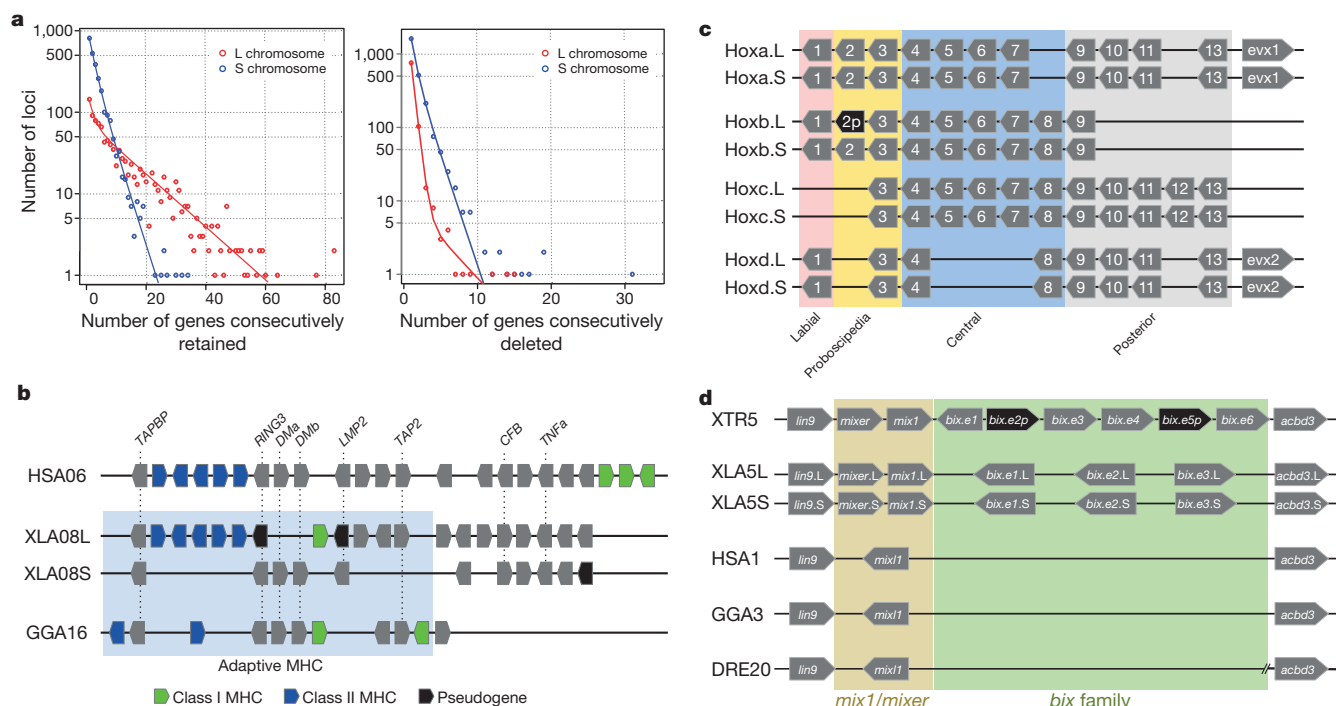 a
1,000
500
100
50
10
5
1
Number of loci
L chromosome
S chromosome
0 20 40 60 80
Number of genes consecutively
retained
1,000
500
100
50
10
5
1
L chromosome
S chromosome
0 10 20 30
Number of genes consecutively
deleted
b
TAPBP RING3 DMa DMb LMP2 TAP2 CFB TNFa
HSA06
XLA08L
XLA08S
GGA16
Adaptive MHC
Class I MHC Class II MHC Pseudogene
c
Hoxa.L 1 2 3 4 5 6 7 9 10 11 13 evx1
Hoxa.S 1 2 3 4 5 6 7 9 10 11 13 evx1
Hoxb.L 1 2p 3 4 5 6 7 8 9
Hoxb.S 1 2 3 4 5 6 7 8 9
Hoxc.L 3 4 5 6 7 8 9 10 11 12 13
Hoxc.S 3 4 5 6 7 8 9 10 11 12 13
Hoxd.L 1 3 4 8 9 10 11 13 evx2
Hoxd.S 1 3 4 8 9 10 11 13 evx2
Labial Proboscipedia Central Posterior
d
XTR5 lin9 mixer mix1 bix.e1 bix.e2p bix.e3 bix.e4 bix.e5p bix.e6 acbd3
XLA5L lin9.L mixer.L mix1.L bix.e1.L bix.e2.L bix.e3.L acbd3.L
XLA5S lin9.S mixer.S mix1.S bix.e1.S bix.e2.S bix.e3.S acbd3.S
HSA1 lin9 mixl1 acbd3
GGA3 lin9 mixl1 acbd3
DRE20 lin9 mixl1 acbd3
mix1/mixer bix family